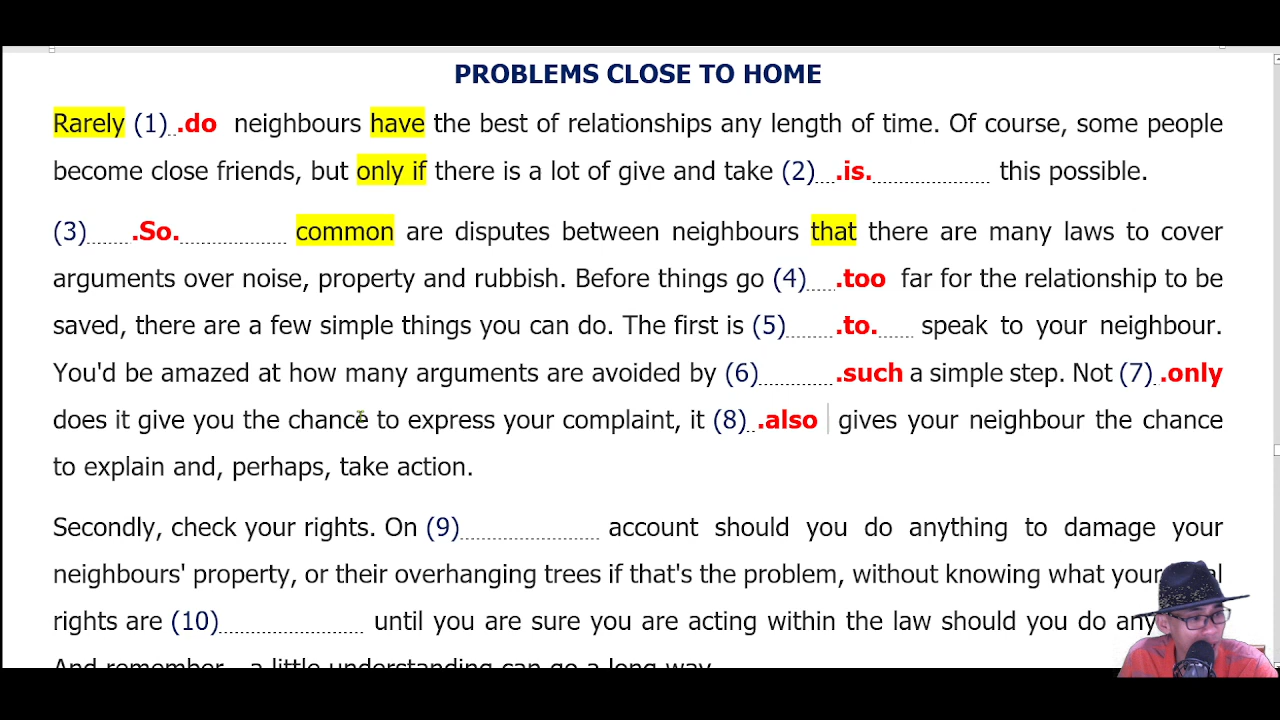 PROBLEMS CLOSE TO HOME
Rarely (1)..do neighbours have the best of relationships any length of time. Of course, some people
become close friends, but only if there is a lot of give and take (2)....is................. this possible.
(3).......So................ common are disputes between neighbours that there are many laws to cover
arguments over noise, property and rubbish. Before things go (4).....too far for the relationship to be
saved, there are a few simple things you can do. The first is (5)........to....... speak to your neighbour.
You'd be amazed at how many arguments are avoided by (6)............such a simple step. Not (7)..only
does it give you the chance to express your complaint, it (8)...also gives your neighbour the chance
to explain and, perhaps, take action.
Secondly, check your rights. On (9)....................... account should you do anything to damage your
neighbours' property, or their overhanging trees if that's the problem, without knowing what your
rights are (10)........................ until you are sure you are acting within the law should you do
And remember a little understanding can go a long way